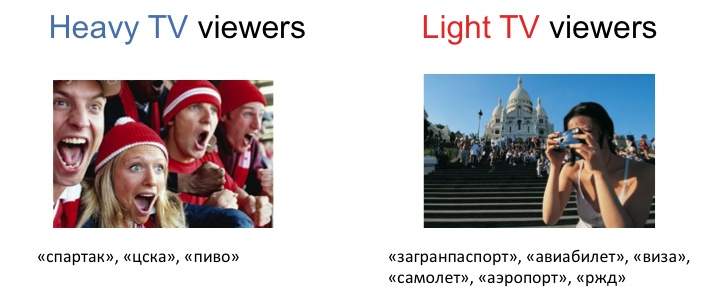 Heavy TV viewers
Light TV viewers
«спартак», «цска», «пиво»
«загранпаспорт», «авиабилет», «виза»,
«самолет», «аэропорт», «ржд»